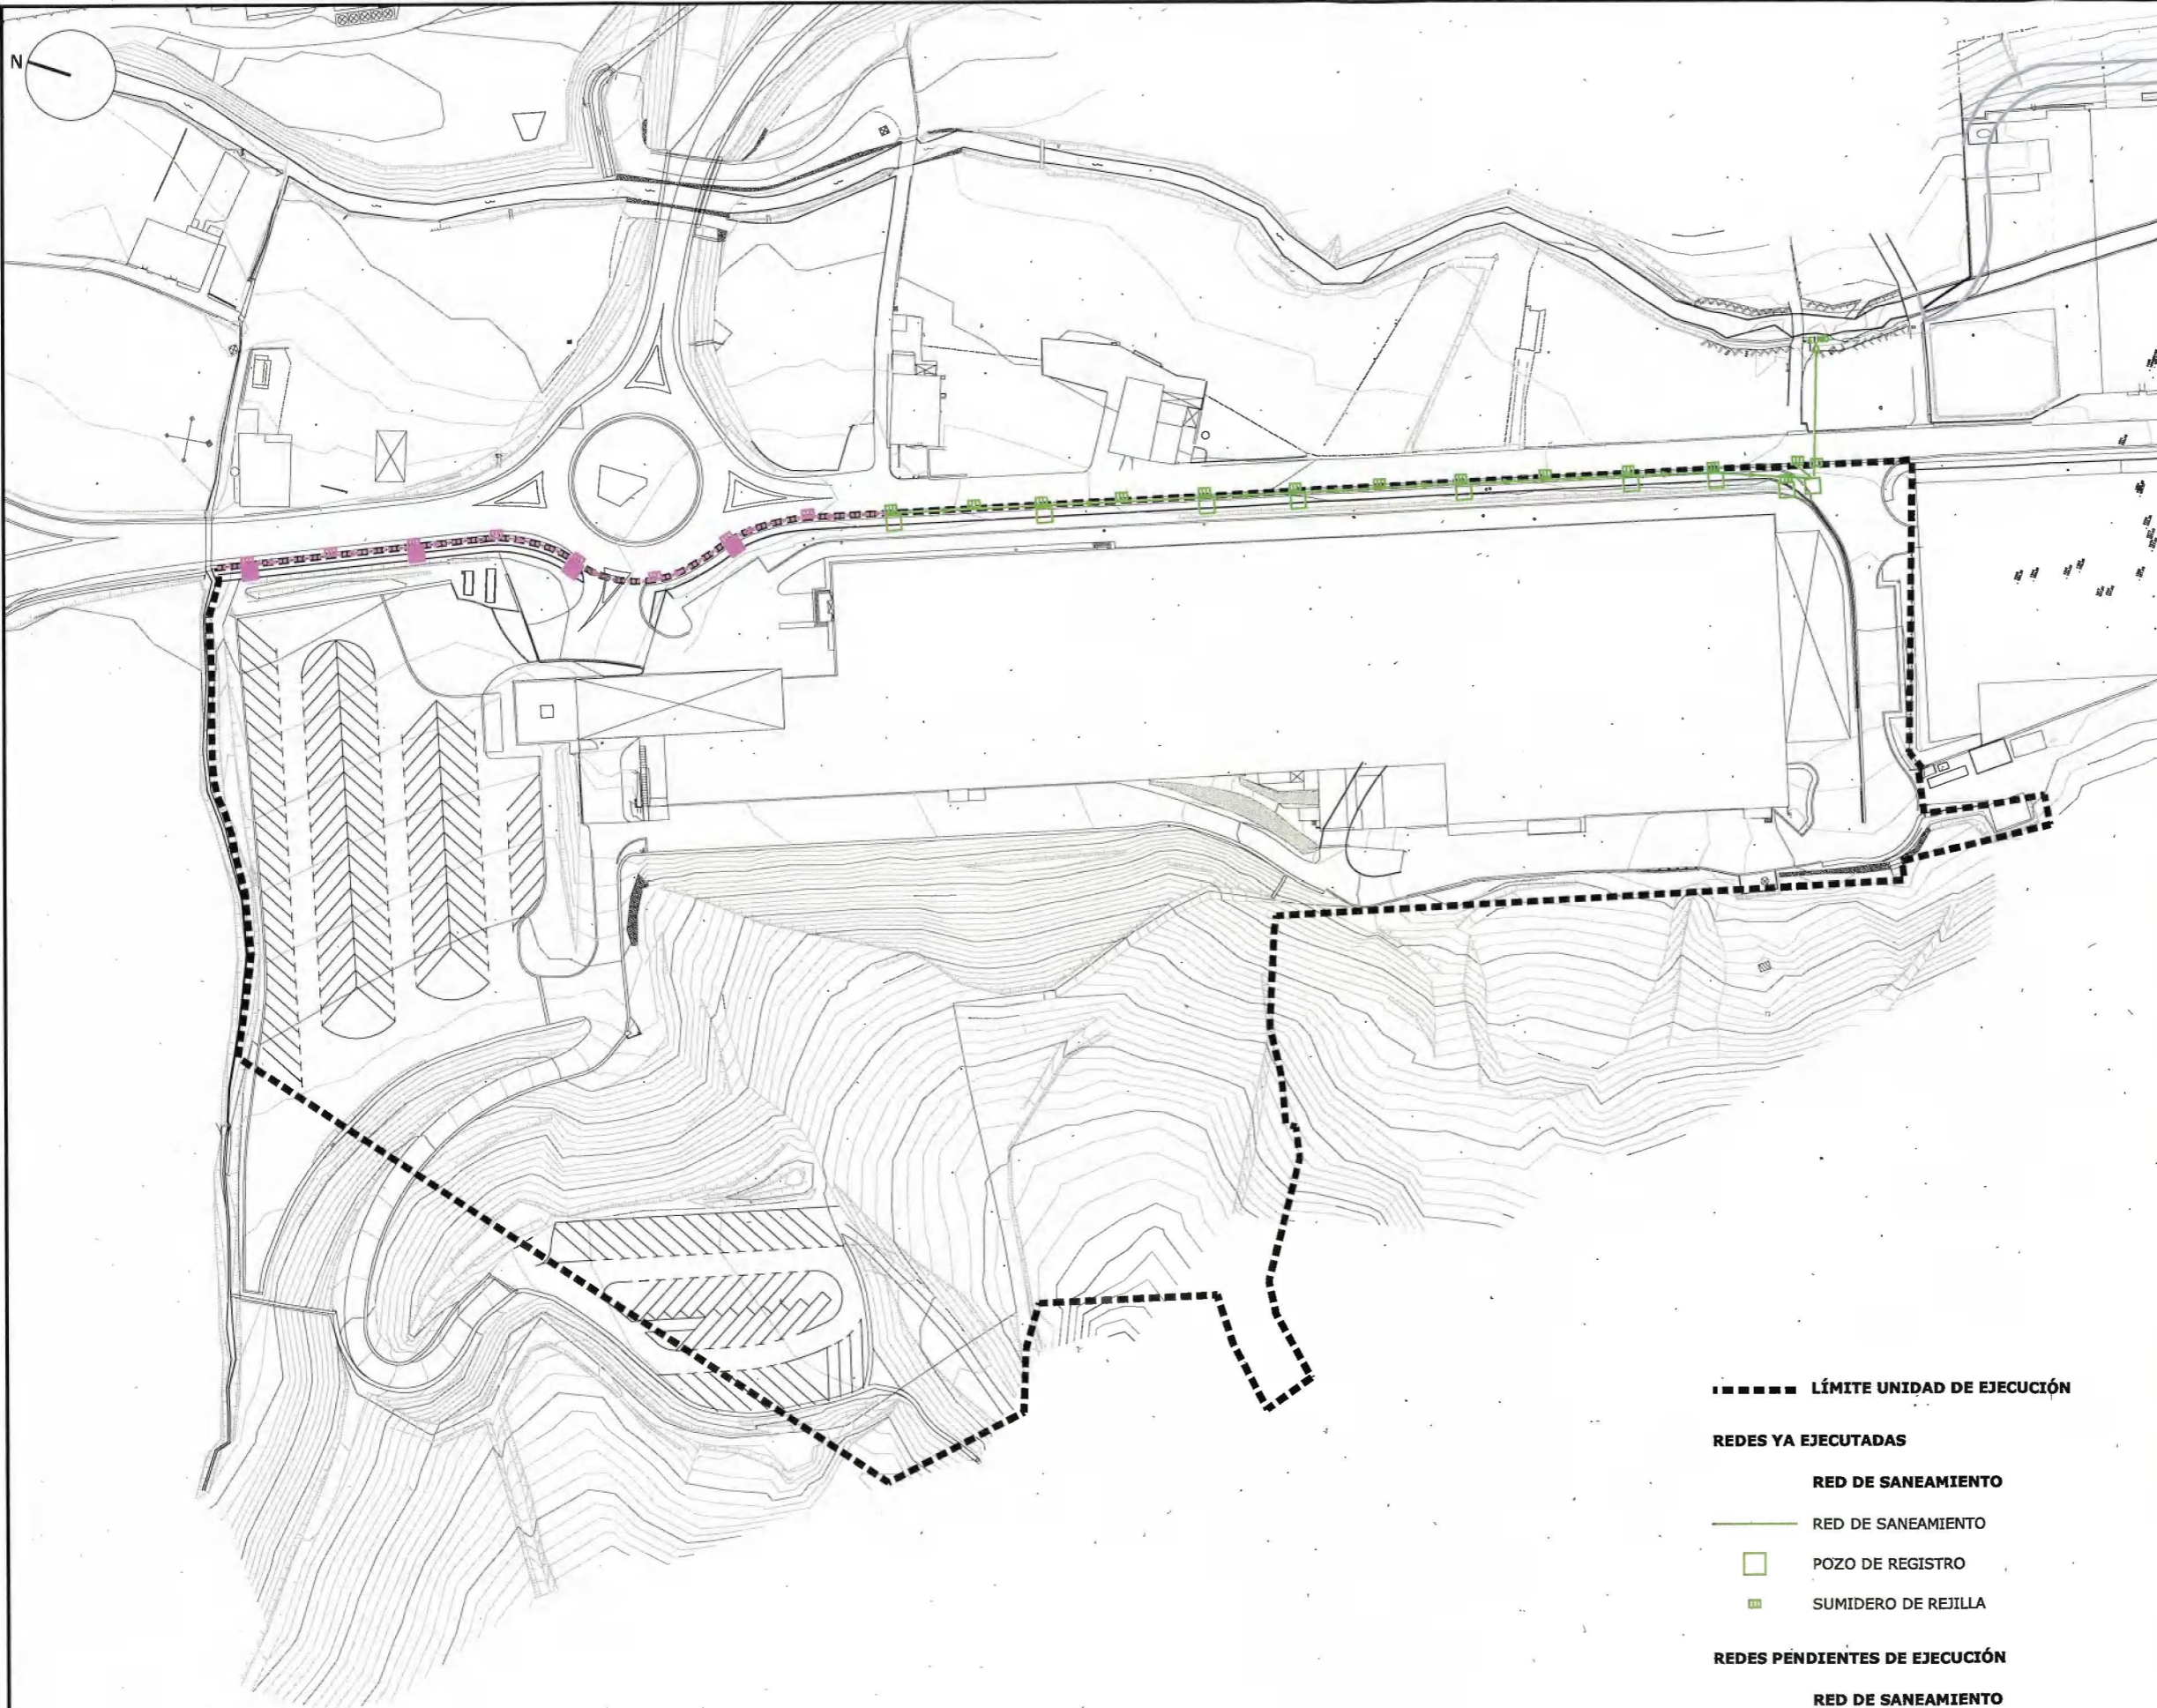 N
LÍMITE UNIDAD DE EJECUCIÓN
REDES YA EJECUTADAS
RED DE SANEAMIENTO
RED DE SANEAMIENTO
POZO DE REGISTRO
SUMIDERO DE REJILLA
REDES PENDIENTES DE EJECUCIÓN
RED DE SANEAMIENTO